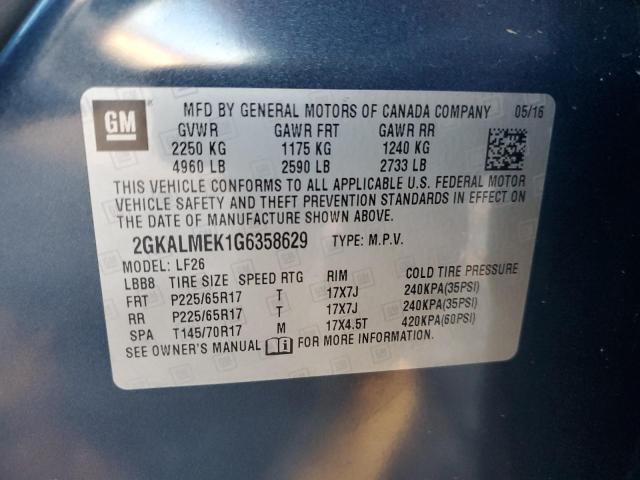 GM
MFD BY GENERAL MOTORS OF CANADA COMPANY 05/16
GVWR GAWR FRT GAWR RR
2250 KG 1175 KG 1240 KG
4960 LB 2590 LB 2733 LB
THIS VEHICLE CONFORMS TO ALL APPLICABLE U.S. FEDERAL MOTOR
VEHICLE SAFETY AND THEFT PREVENTION STANDARDS IN EFFECT ON
THE DATE OF MANUFACTURE SHOWN ABOVE.
2GKALMEK1G6358629 TYPE: M.P.V.
MODEL: LF26
LBB8 TIRE SIZE SPEED RTG RIM COLD TIRE PRESSURE
FRT P225/65R17 T 17X7J 240KPA(35PSI)
RR P225/65R17 T 17X7J 240KPA(35PSI)
SPA T145/70R17 M 17X4.5T 420KPA(60PSI)
SEE OWNER'S MANUAL i FOR MORE INFORMATION.